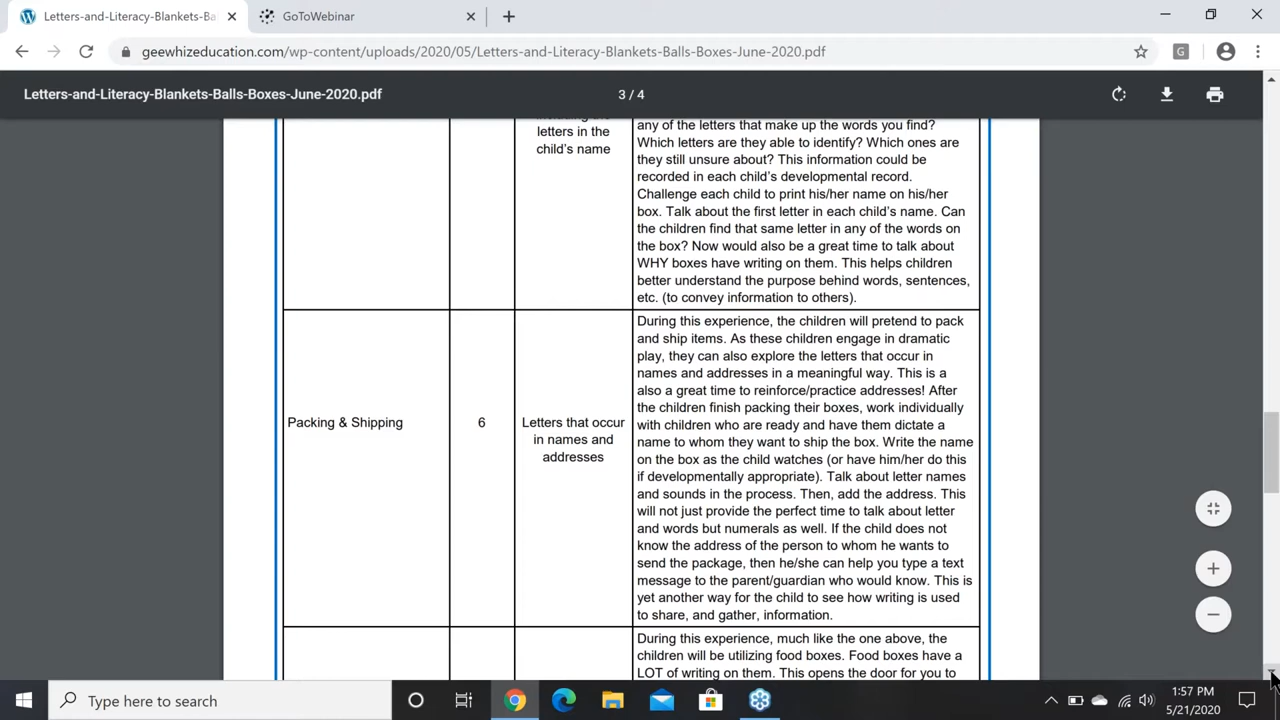 Letters-and-Literacy-Blankets-Ba
GoToWebinar
geewhizeducation.com/wp-content/uploads/2020/05/Letters-and-Literacy-Blankets-Balls-Boxes-June-2020.pdf
G
Letters-and-Literacy-Blankets-Balls-Boxes-June-2020.pdf
3 / 4
including the
letters in the
child's name
any of the letters that make up the words you find?
Which letters are they able to identify? Which ones are
they still unsure about? This information could be
recorded in each child's developmental record.
Challenge each child to print his/her name on his/her
box. Talk about the first letter in each child's name. Can
the children find that same letter in any of the words on
the box? Now would also be a great time to talk about
WHY boxes have writing on them. This helps children
better understand the purpose behind words, sentences,
etc. (to convey information to others).
Packing & Shipping
6
Letters that occur
in names and
addresses
During this experience, the children will pretend to pack
and ship items. As these children engage in dramatic
play, they can also explore the letters that occur in
names and addresses in a meaningful way. This is a
also a great time to reinforce/practice addresses! After
the children finish packing their boxes, work individually
with children who are ready and have them dictate a
name to whom they want to ship the box. Write the name
on the box as the child watches (or have him/her do this
if developmentally appropriate). Talk about letter names
and sounds in the process. Then, add the address. This
will not just provide the perfect time to talk about letter
and words but numerals as well. If the child does not
know the address of the person to whom he wants to
send the package, then he/she can help you type a text
message to the parent/guardian who would know. This is
yet another way for the child to see how writing is used
to share, and gather, information.
During this experience, much like the one above, the
children will be utilizing food boxes. Food boxes have a
LOT of writing on them. This opens the door for you to
Type here to search
1:57 PM
5/21/2020